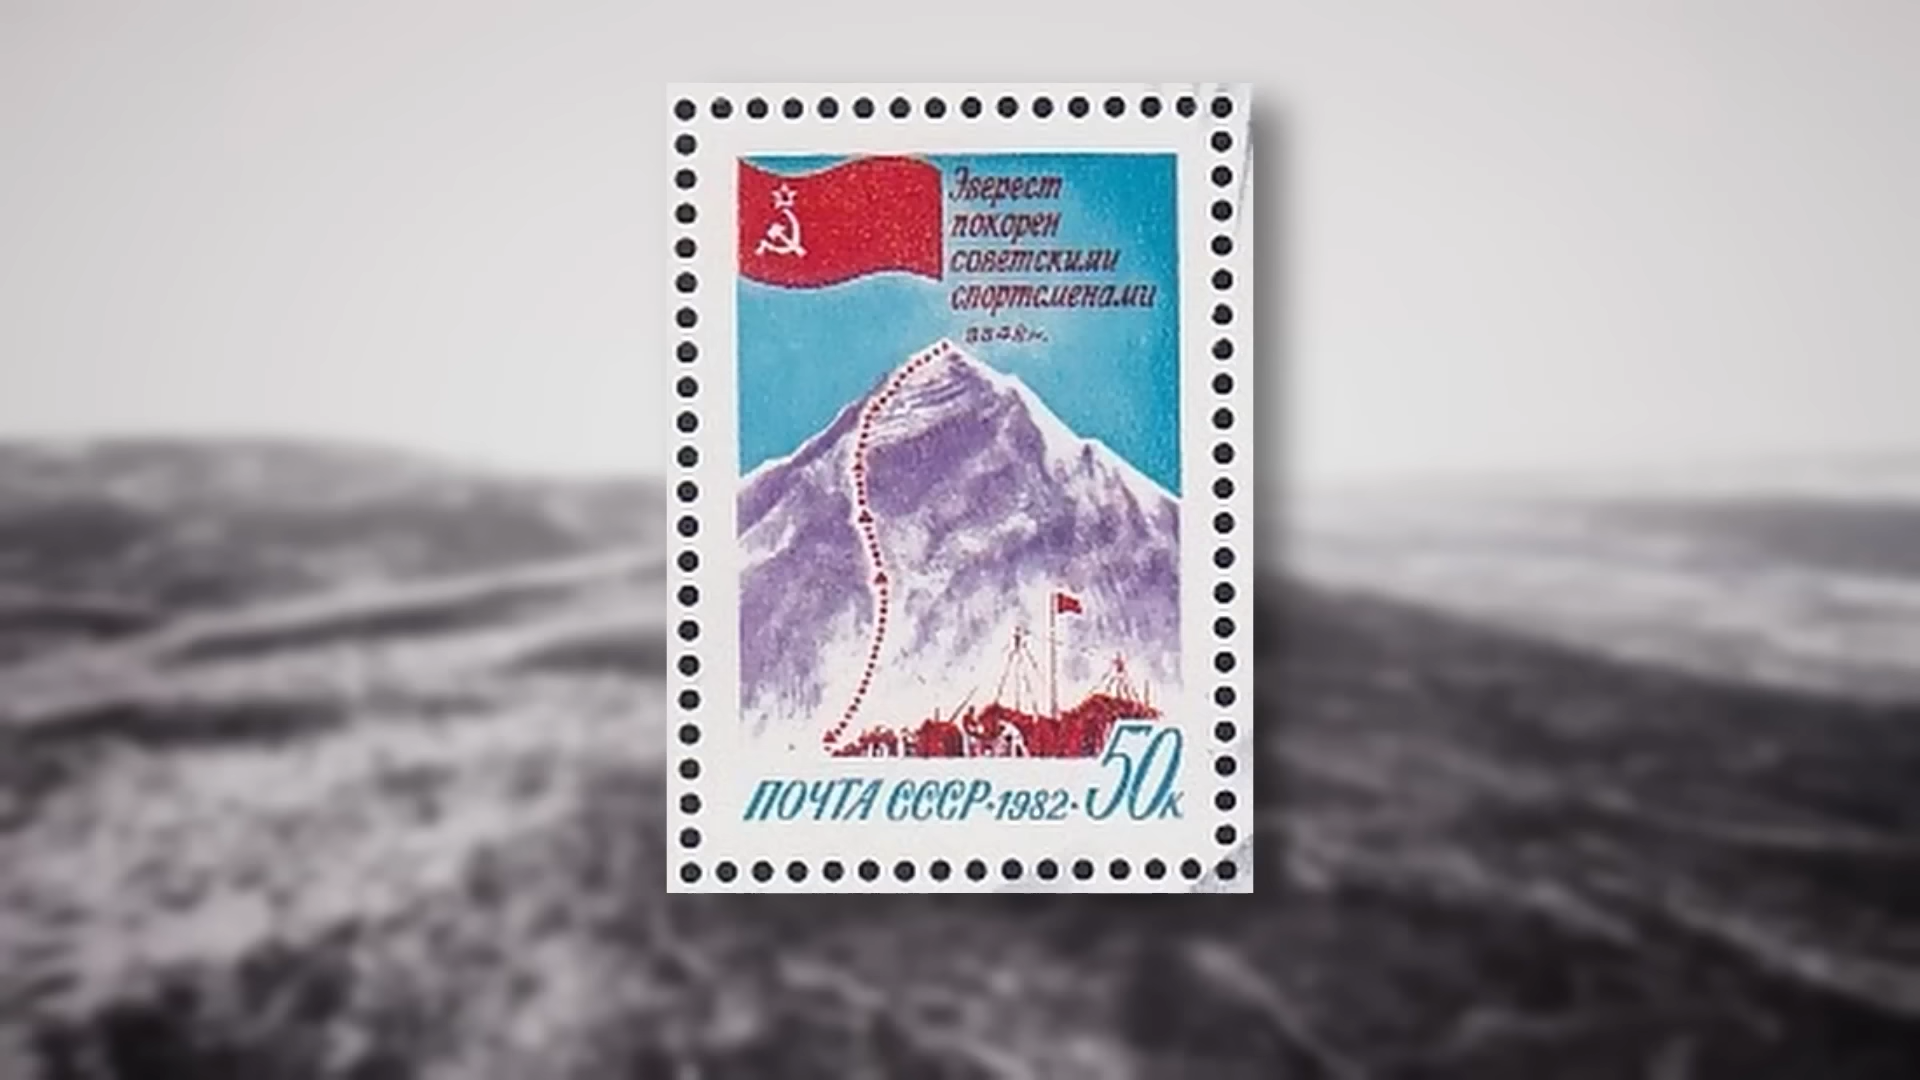 Эверест
покорен
советскими
спортсменами
8848м.
ПОЧТА СССР•1982•50к